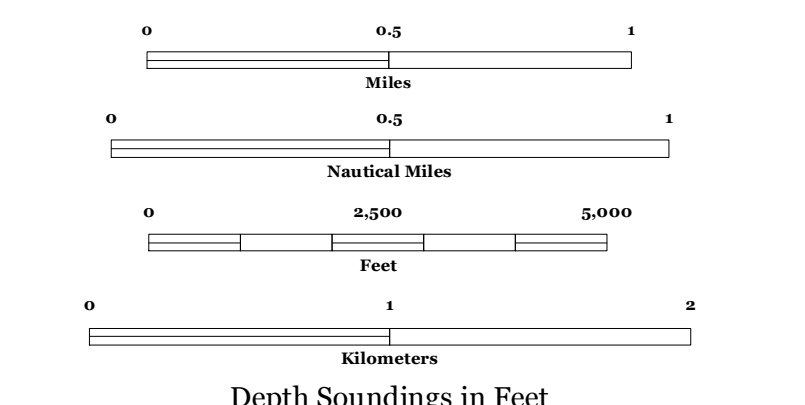 0 0.5 1
Miles
0 0.5 1
Nautical Miles
0 2,500 5,000
Feet
0 1 2
Kilometers
Depth Soundings in Feet